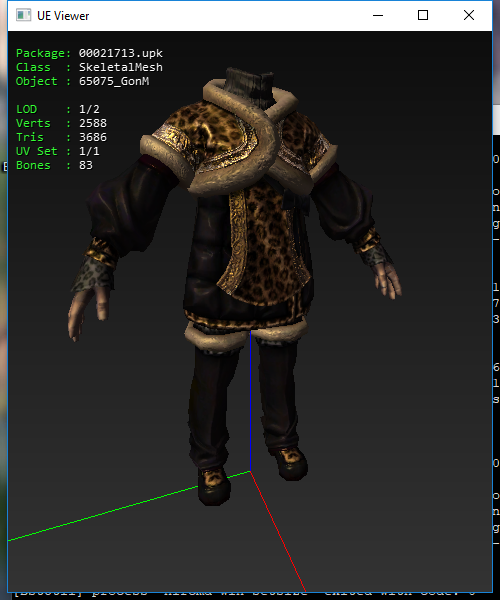 UE Viewer
Package: 00021713.upk
Class : SkeletalMesh
Object : 65075_GonM
LOD : 1/2
Verts : 2588
Tris : 3686
UV Set : 1/1
Bones : 83